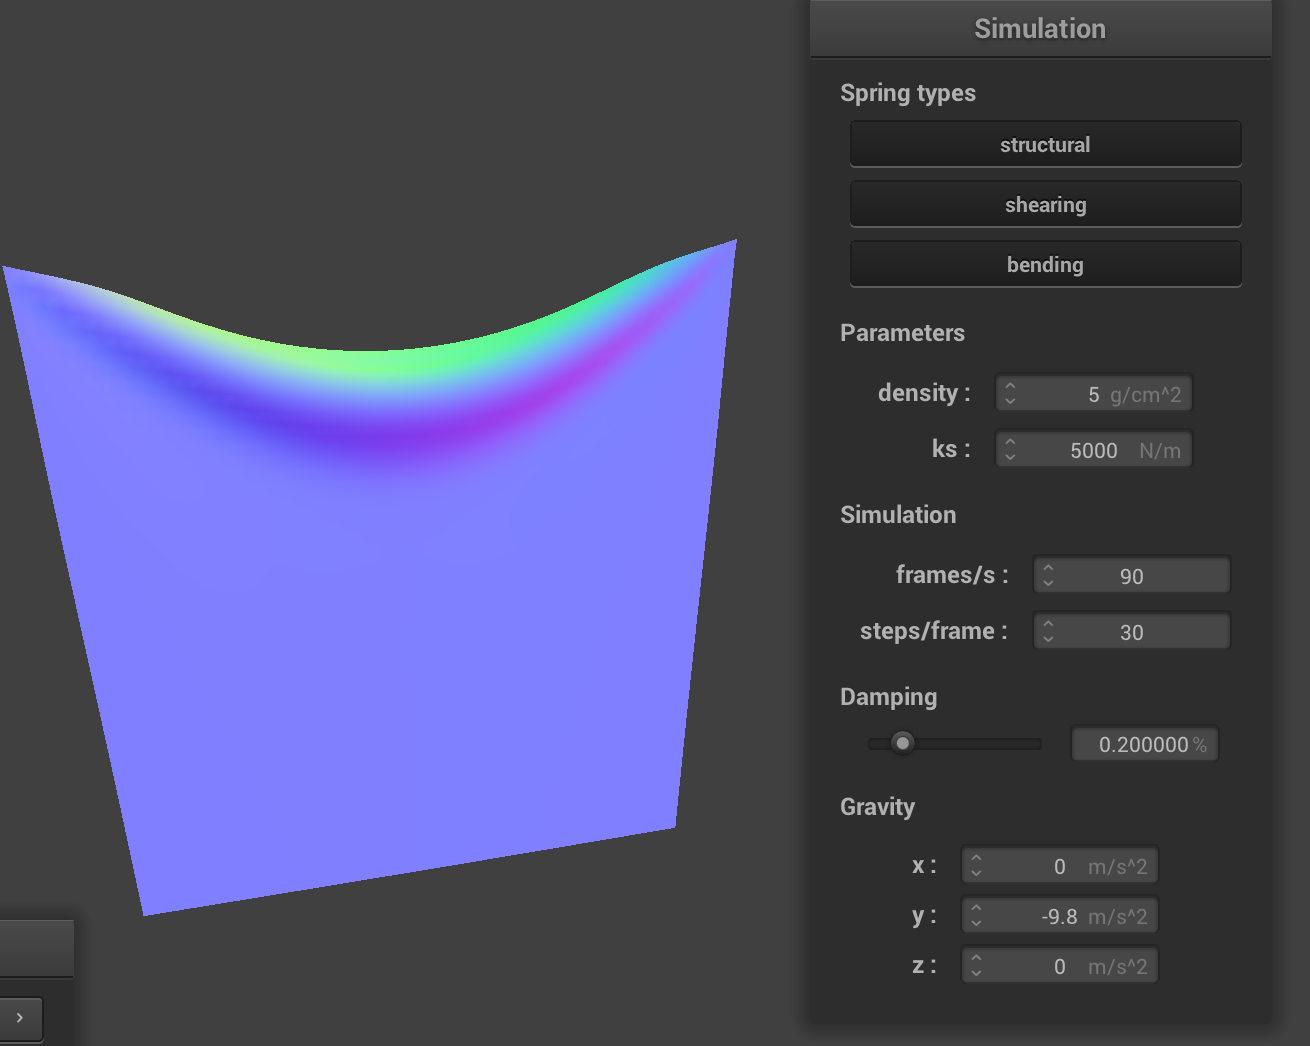 Simulation
Spring types
structural
shearing
bending
Parameters
density : 5 g/cm^2
ks : 5000 N/m
Simulation
frames/s : 90
steps/frame : 30
Damping
0.200000 %
Gravity
x : 0 m/s^2
y : -9.8 m/s^2
z : 0 m/s^2